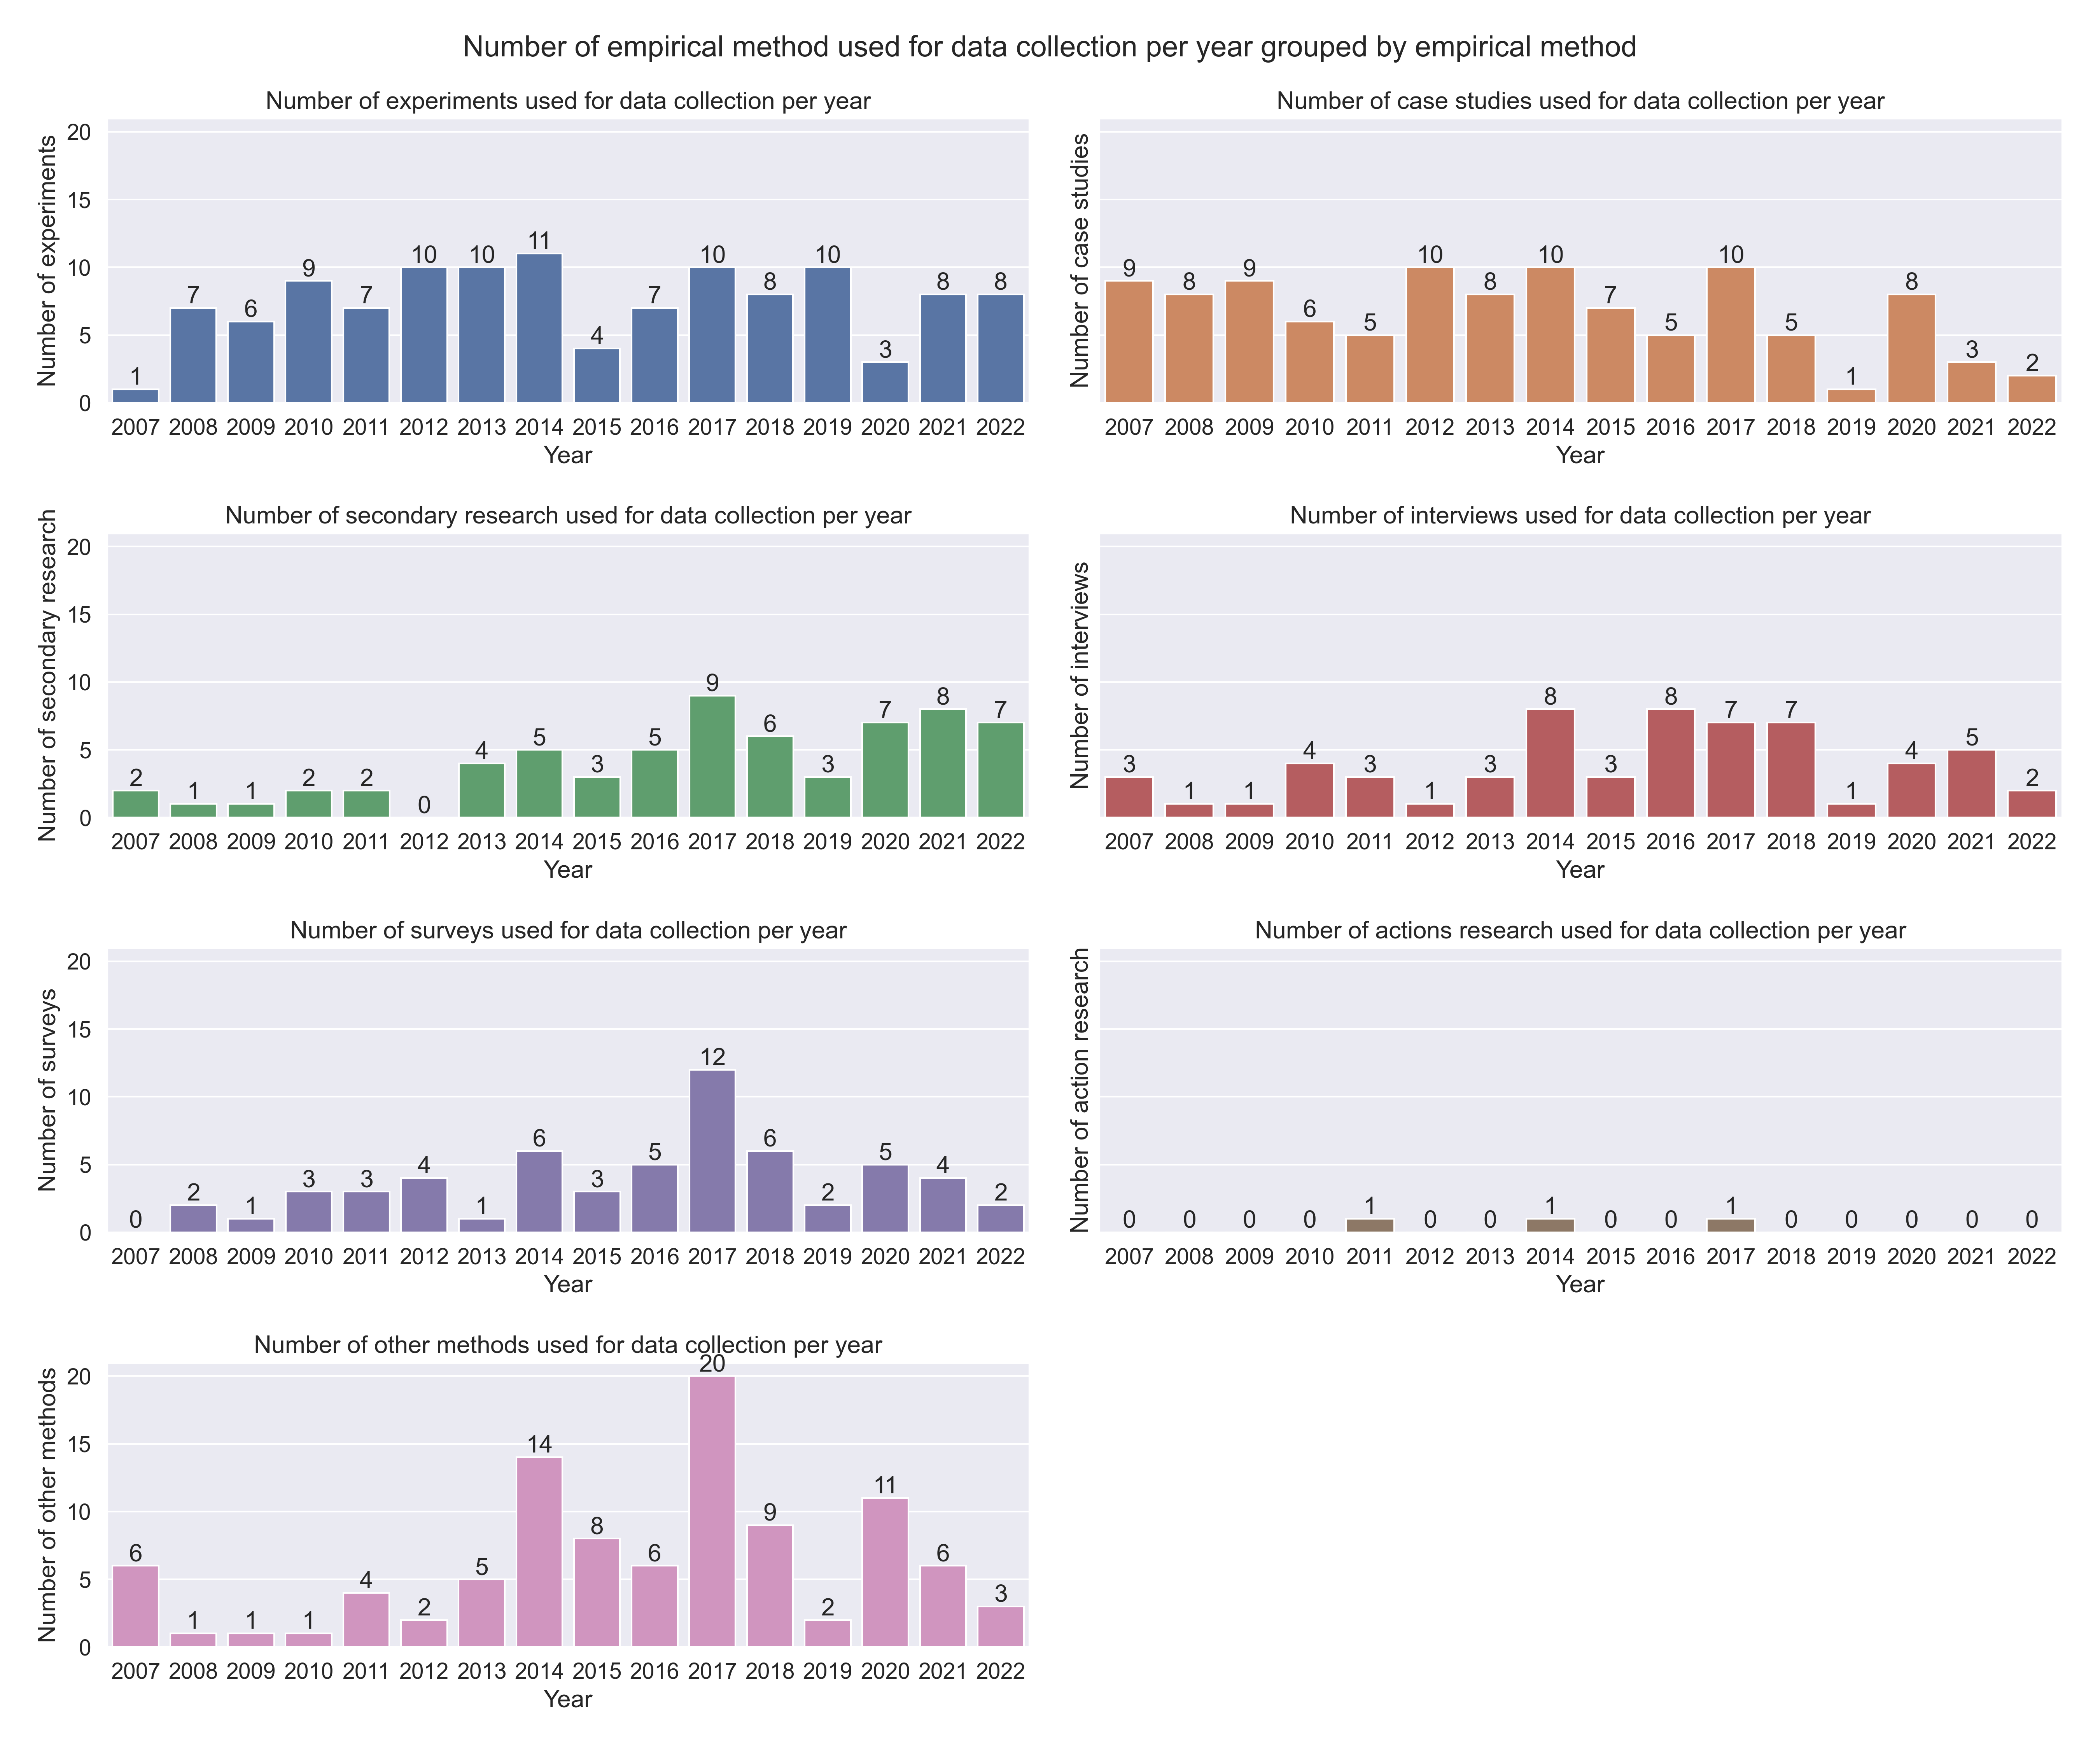 Number of empirical method used for data collection per year grouped by empirical method
Number of experiments used for data collection per year
Number of experiments
20
15
10
5
0
1 7 6 9 7 10 10 11 4 7 10 8 10 3 8 8
2007 2008 2009 2010 2011 2012 2013 2014 2015 2016 2017 2018 2019 2020 2021 2022
Year
Number of case studies used for data collection per year
Number of case studies
9 8 9 6 5 10 8 10 7 5 10 5 1 8 3 2
2007 2008 2009 2010 2011 2012 2013 2014 2015 2016 2017 2018 2019 2020 2021 2022
Year
Number of secondary research used for data collection per year
Number of secondary research
20
15
10
5
0
2 1 1 2 2 0 4 5 3 5 9 6 3 7 8 7
2007 2008 2009 2010 2011 2012 2013 2014 2015 2016 2017 2018 2019 2020 2021 2022
Year
Number of interviews used for data collection per year
Number of interviews
3 1 1 4 3 1 3 8 3 8 7 7 1 4 5 2
2007 2008 2009 2010 2011 2012 2013 2014 2015 2016 2017 2018 2019 2020 2021 2022
Year
Number of surveys used for data collection per year
Number of surveys
20
15
10
5
0
0 2 1 3 3 4 1 6 3 5 12 6 2 5 4 2
2007 2008 2009 2010 2011 2012 2013 2014 2015 2016 2017 2018 2019 2020 2021 2022
Year
Number of actions research used for data collection per year
Number of action research
0 0 0 0 1 0 0 1 0 0 1 0 0 0 0 0
2007 2008 2009 2010 2011 2012 2013 2014 2015 2016 2017 2018 2019 2020 2021 2022
Year
Number of other methods used for data collection per year
Number of other methods
20
15
10
5
0
6 1 1 1 4 2 5 14 8 6 20 9 2 11 6 3
2007 2008 2009 2010 2011 2012 2013 2014 2015 2016 2017 2018 2019 2020 2021 2022
Year